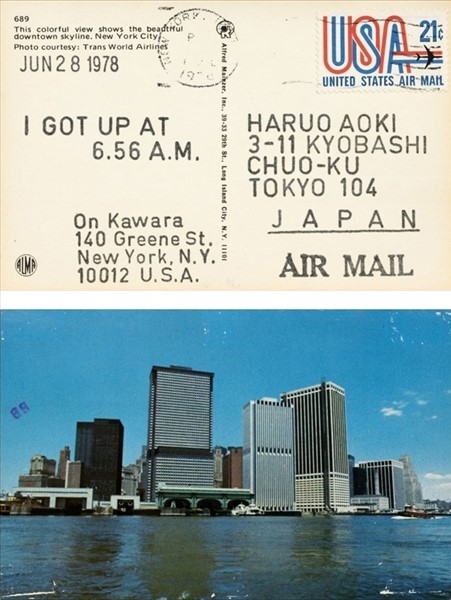 689
This colorful view shows the beautiful
downtown skyline, New York City
Photo courtesy: Trans World Airlines
JUN 28 1978
I GOT UP AT
6.56 A.M.
On Kawara
140 Greene St.
New York, N.Y.
10012 U.S.A.
ALMA
Alfred Mainzer, Inc., 39-33 29th St., Long Island City, N.Y. 11101
USA 21c
UNITED STATES AIR MAIL
HARUO AOKI
3-11 KYOBASHI
CHUO-KU
TOKYO 104
JAPAN
AIR MAIL